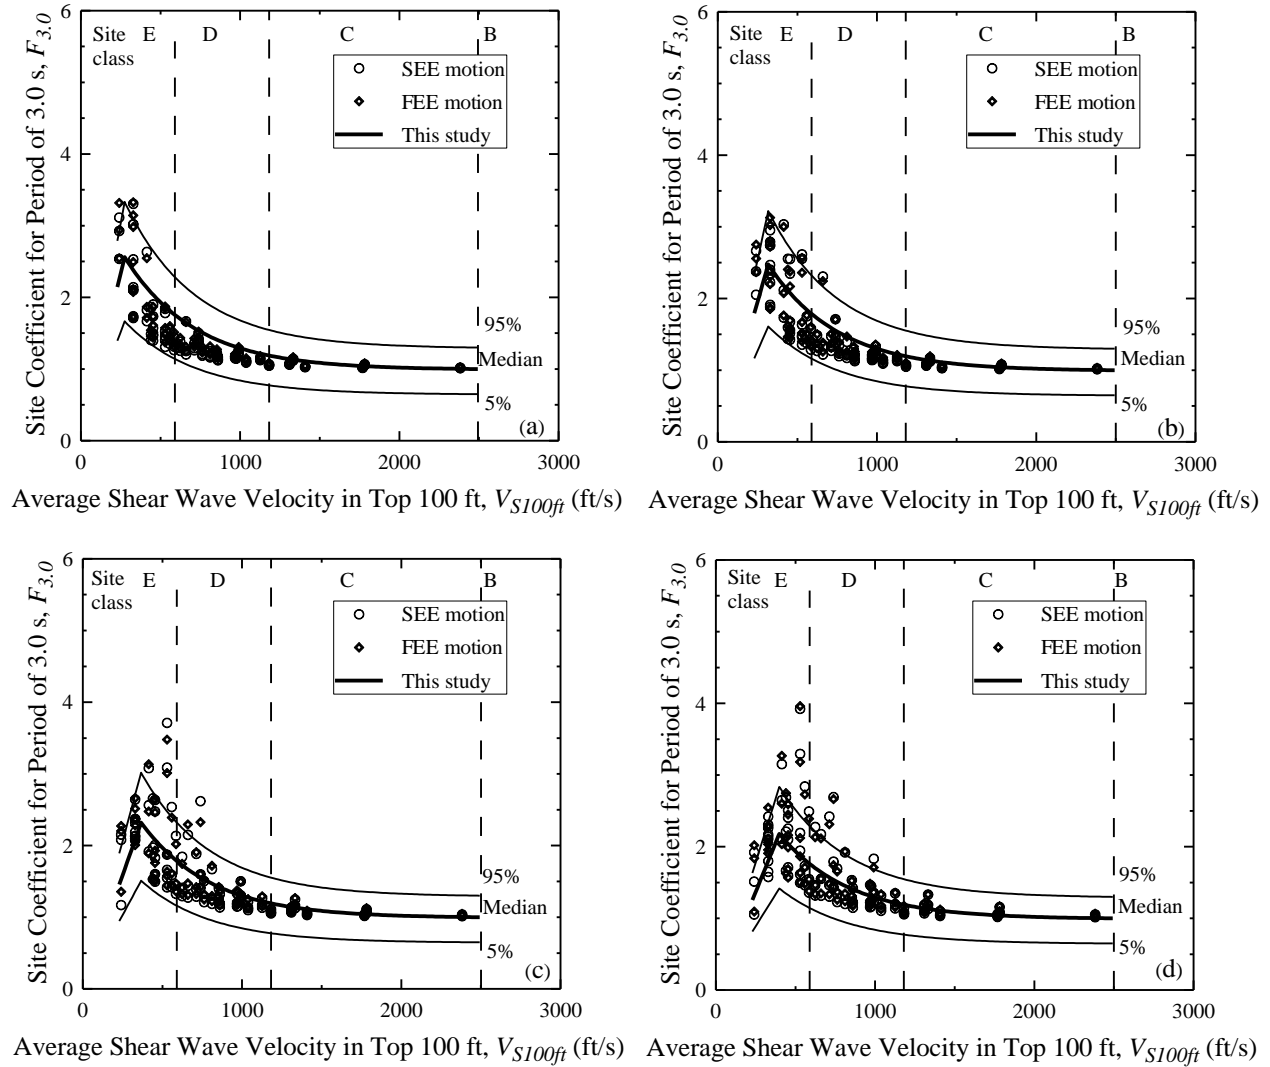 Site Coefficient for Period of 3.0 s, F3.0
6
4
2
0
Site class E D C B
SEE motion
FEE motion
This study
95%
Median
5%
(a)
0 1000 2000 3000
Average Shear Wave Velocity in Top 100 ft, VS100ft (ft/s)
Site Coefficient for Period of 3.0 s, F3.0
6
4
2
0
Site class E D C B
SEE motion
FEE motion
This study
95%
Median
5%
(b)
0 1000 2000 3000
Average Shear Wave Velocity in Top 100 ft, VS100ft (ft/s)
Site Coefficient for Period of 3.0 s, F3.0
6
4
2
0
Site class E D C B
SEE motion
FEE motion
This study
95%
Median
5%
(c)
0 1000 2000 3000
Average Shear Wave Velocity in Top 100 ft, VS100ft (ft/s)
Site Coefficient for Period of 3.0 s, F3.0
6
4
2
0
Site class E D C B
SEE motion
FEE motion
This study
95%
Median
5%
(d)
0 1000 2000 3000
Average Shear Wave Velocity in Top 100 ft, VS100ft (ft/s)